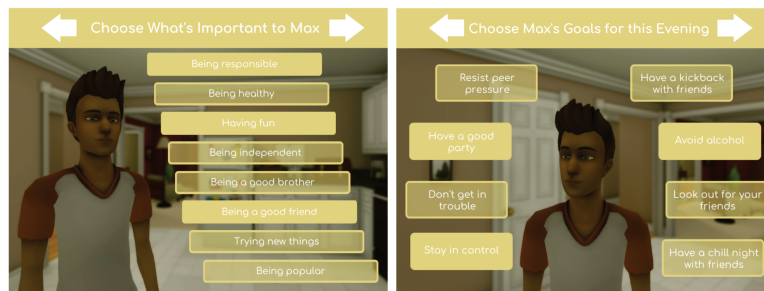 Choose What's Important to Max
Being responsible
Being healthy
Having fun
Being independent
Being a good brother
Being a good friend
Trying new things
Being popular
Choose Max's Goals for this Evening
Resist peer
pressure
Have a kickback
with friends
Have a good
party
Avoid alcohol
Don't get in
trouble
Look out for your
friends
Stay in control
Have a chill night
with friends